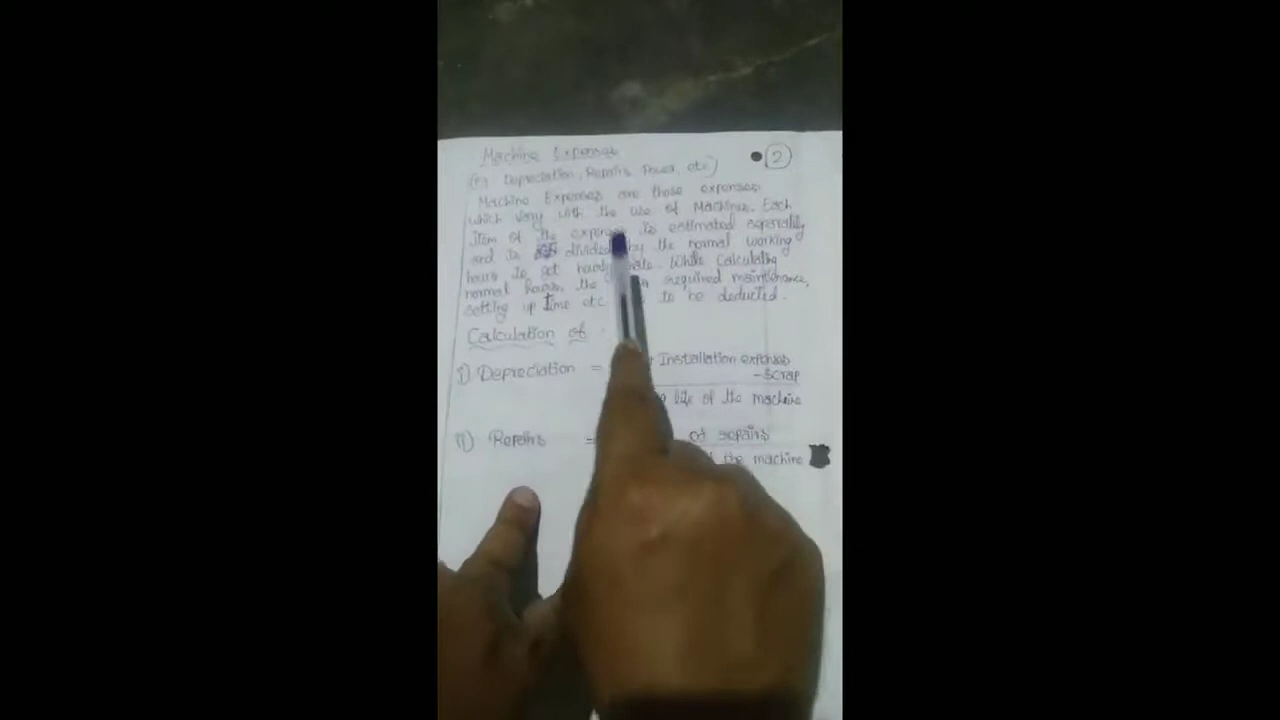 Machine Expenses
2
Depreciation, Repairs, Power, etc)
Machine Expenses are those expenses
which vary with the use of Machines. Each
item of the expenses is estimated separately
and is divided by the normal working
hours to get hourly rate. While Calculating
normal hours, the required maintenance,
setting up time etc to be deducted.
Calculation of
i) Depreciation = Installation expenses
- Scrap
life of the machine
ii) Repairs = of repairs
the machine